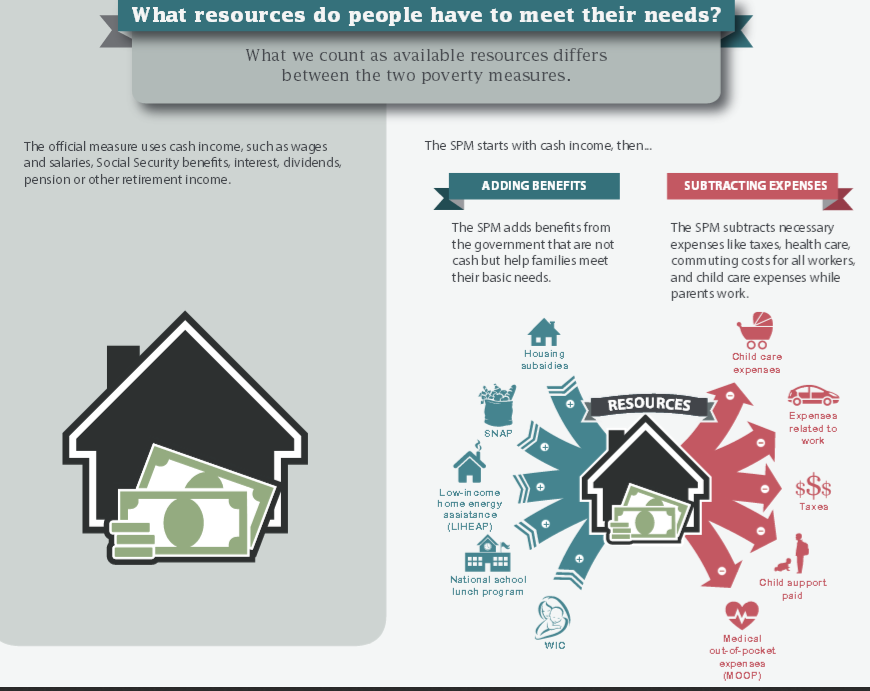 What resources do people have to meet their needs?
What we count as available resources differs
between the two poverty measures.
The official measure uses cash income, such as wages
and salaries, Social Security benefits, interest, dividends,
pension or other retirement income.
The SPM starts with cash income, then...
ADDING BENEFITS
The SPM adds benefits from
the government that are not
cash but help families meet
their basic needs.
SUBTRACTING EXPENSES
The SPM subtracts necessary
expenses like taxes, health care,
commuting costs for all workers,
and child care expenses while
parents work.
Housing
subsidies
SNAP
Low-income
home energy
assistance
(LIHEAP)
National school
lunch program
WIC
RESOURCES
Child care
expenses
Expenses
related to
work
$$$
Taxes
Child support
paid
Medical
out-of-pocket
expenses
(MOOP)